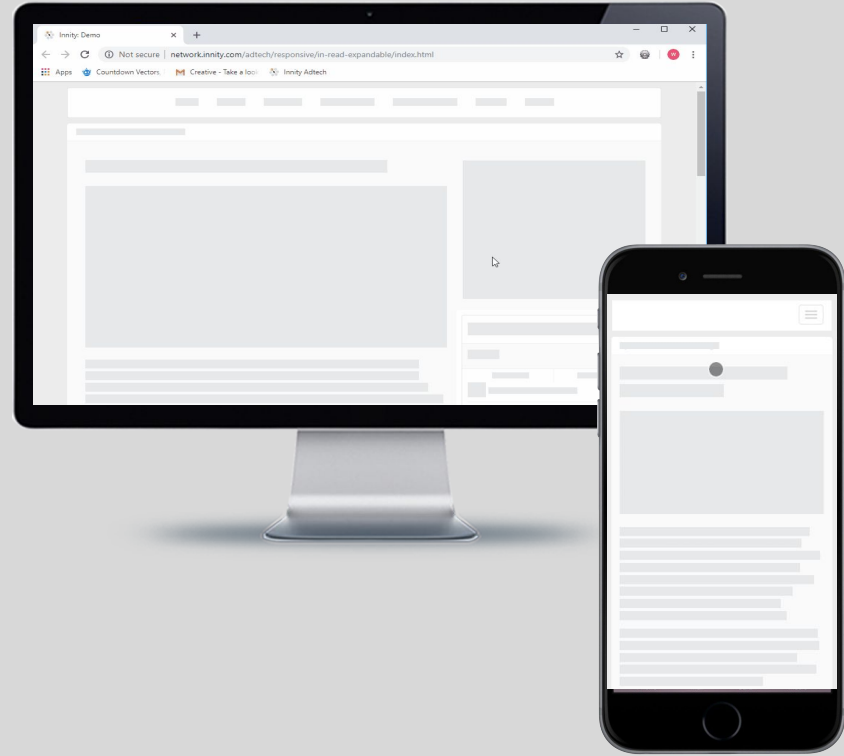 Innity: Demo
Not secure | network.innity.com/adtech/responsive/in-read-expandable/index.html
W
Apps Countdown Vectors, Creative - Take a loo Innity Adtech